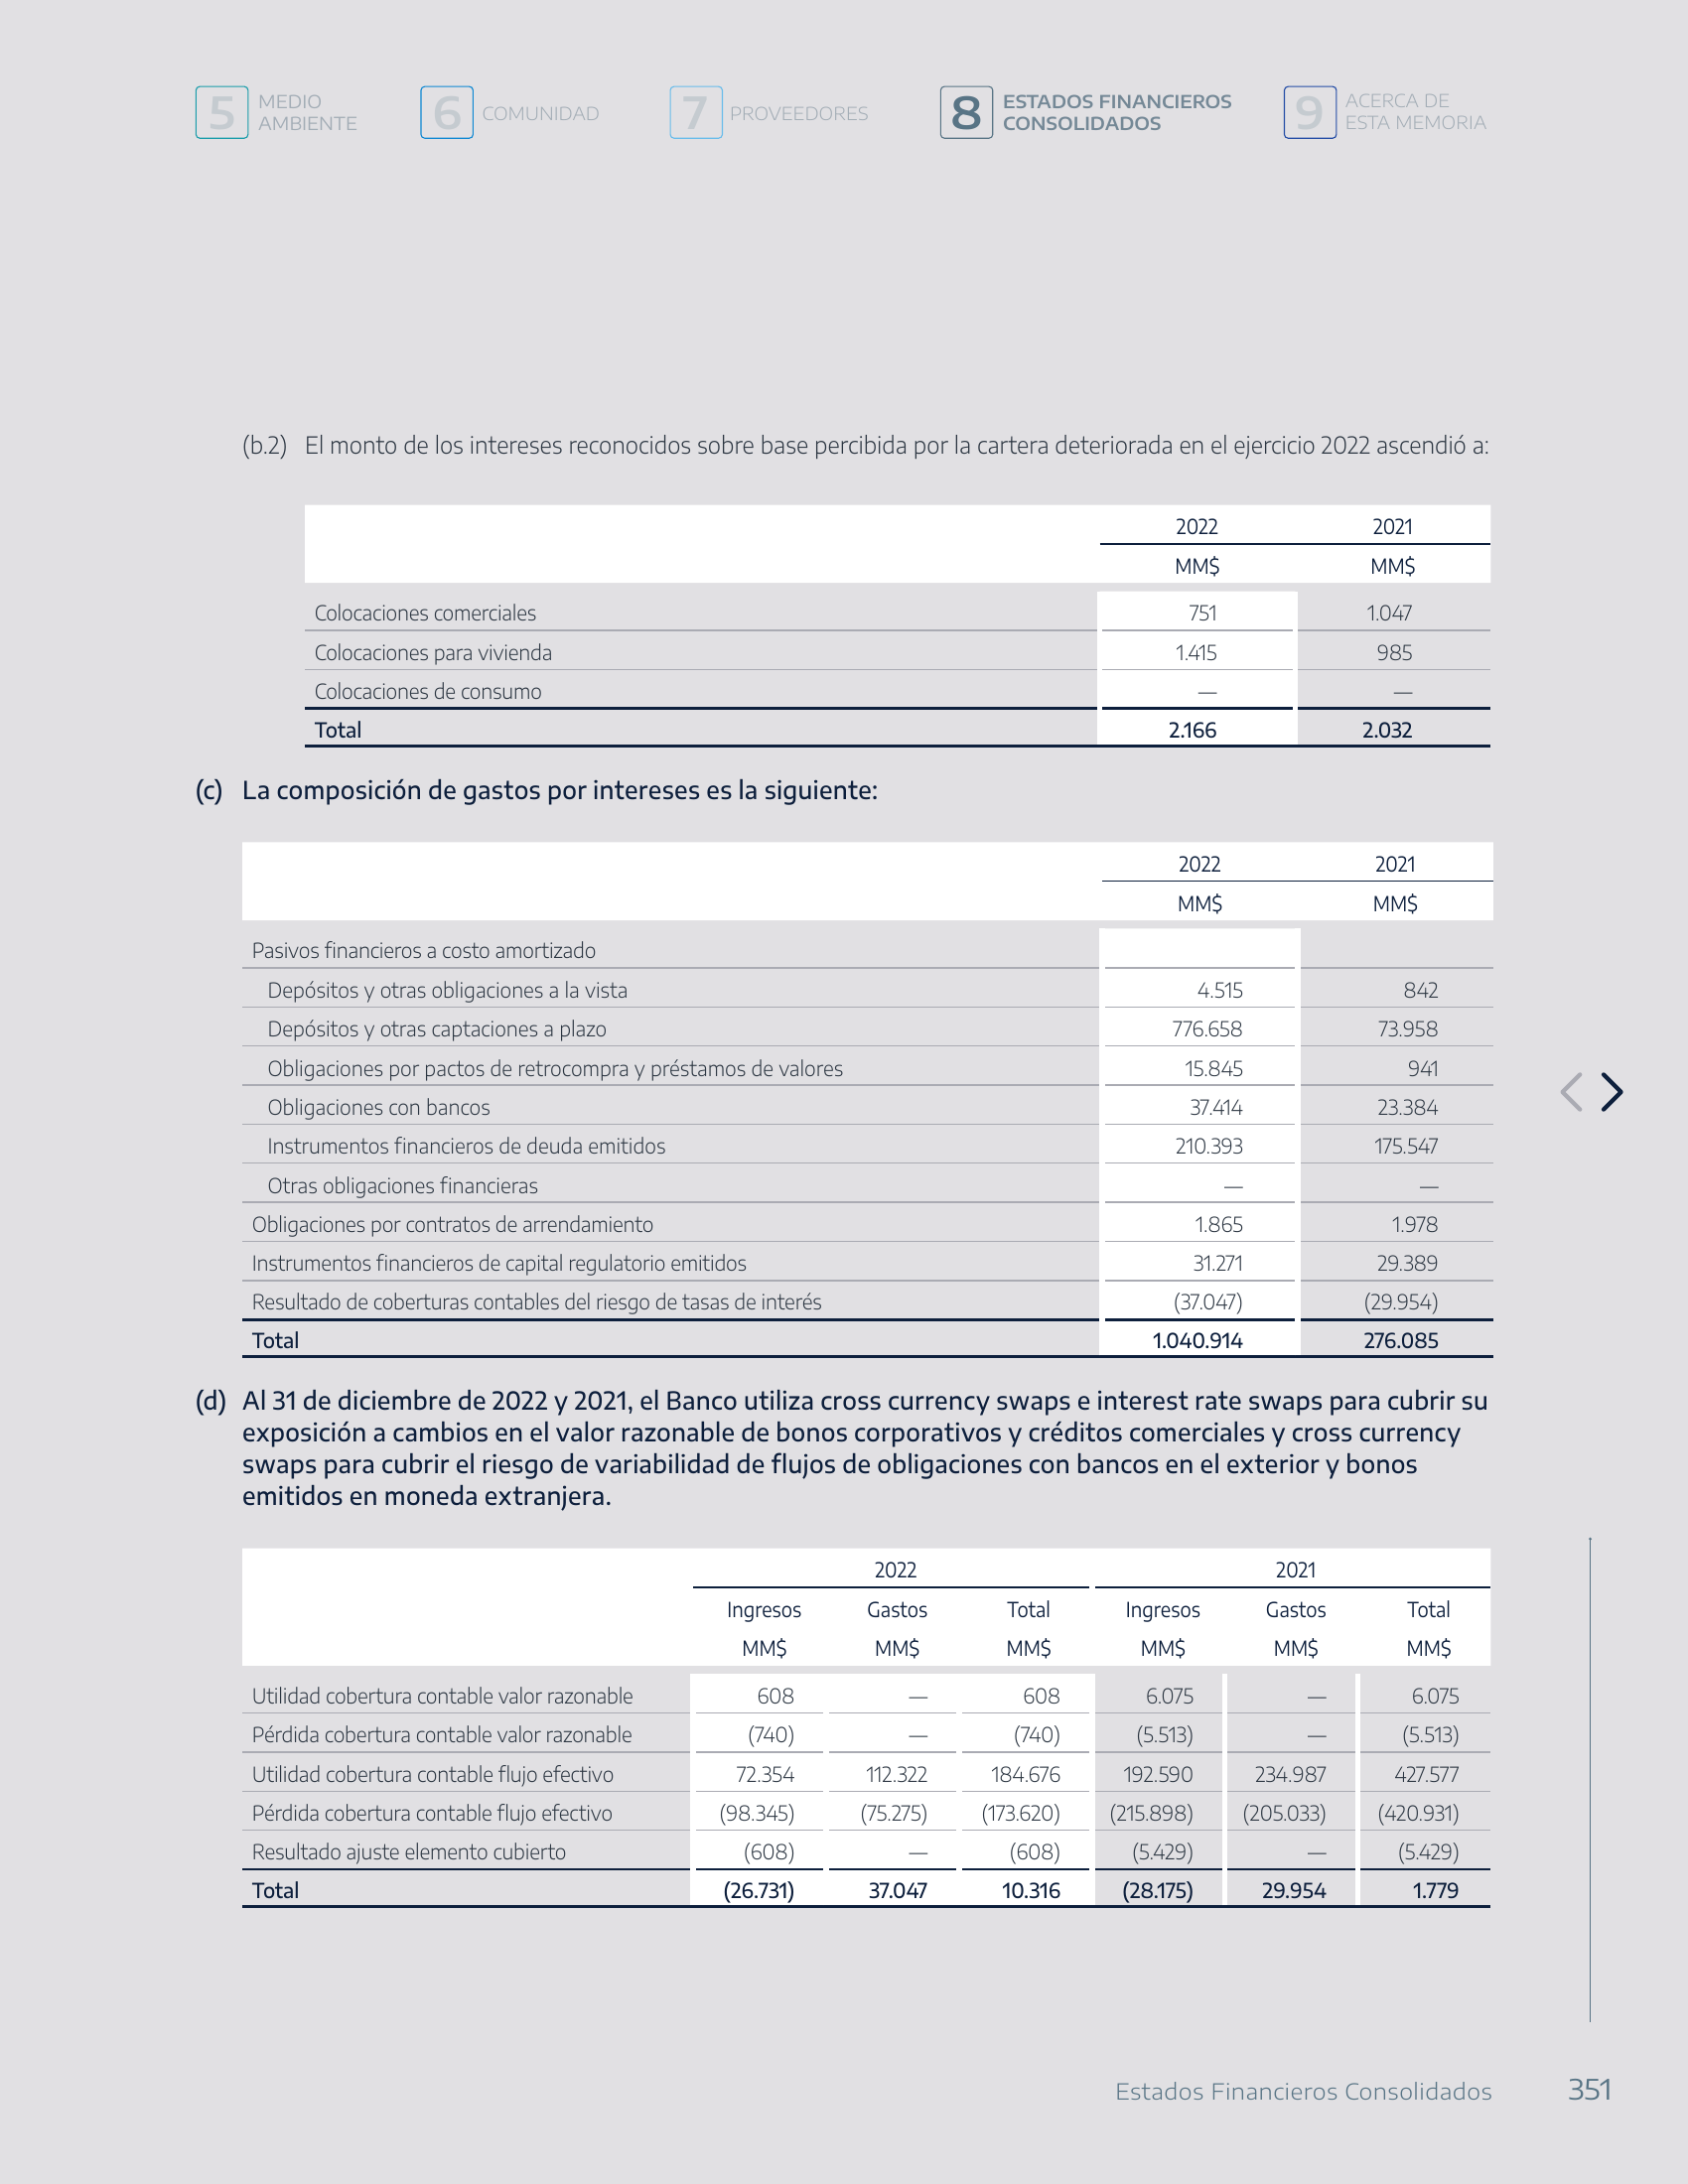 5 MEDIO AMBIENTE 6 COMUNIDAD 7 PROVEEDORES 8 ESTADOS FINANCIEROS CONSOLIDADOS 9 ACERCA DE ESTA MEMORIA
(b.2) El monto de los intereses reconocidos sobre base percibida por la cartera deteriorada en el ejercicio 2022 ascendió a:
2022 2021
MM$ MM$
Colocaciones comerciales 751 1.047
Colocaciones para vivienda 1.415 985
Colocaciones de consumo — —
Total 2.166 2.032
(c) La composición de gastos por intereses es la siguiente:
2022 2021
MM$ MM$
Pasivos financieros a costo amortizado
Depósitos y otras obligaciones a la vista 4.515 842
Depósitos y otras captaciones a plazo 776.658 73.958
Obligaciones por pactos de retrocompra y préstamos de valores 15.845 941
Obligaciones con bancos 37.414 23.384
Instrumentos financieros de deuda emitidos 210.393 175.547
Otras obligaciones financieras — —
Obligaciones por contratos de arrendamiento 1.865 1.978
Instrumentos financieros de capital regulatorio emitidos 31.271 29.389
Resultado de coberturas contables del riesgo de tasas de interés (37.047) (29.954)
Total 1.040.914 276.085
(d) Al 31 de diciembre de 2022 y 2021, el Banco utiliza cross currency swaps e interest rate swaps para cubrir su
exposición a cambios en el valor razonable de bonos corporativos y créditos comerciales y cross currency
swaps para cubrir el riesgo de variabilidad de flujos de obligaciones con bancos en el exterior y bonos
emitidos en moneda extranjera.
2022 2021
Ingresos Gastos Total Ingresos Gastos Total
MM$ MM$ MM$ MM$ MM$ MM$
Utilidad cobertura contable valor razonable 608 — 608 6.075 — 6.075
Pérdida cobertura contable valor razonable (740) — (740) (5.513) — (5.513)
Utilidad cobertura contable flujo efectivo 72.354 112.322 184.676 192.590 234.987 427.577
Pérdida cobertura contable flujo efectivo (98.345) (75.275) (173.620) (215.898) (205.033) (420.931)
Resultado ajuste elemento cubierto (608) — (608) (5.429) — (5.429)
Total (26.731) 37.047 10.316 (28.175) 29.954 1.779
Estados Financieros Consolidados 351